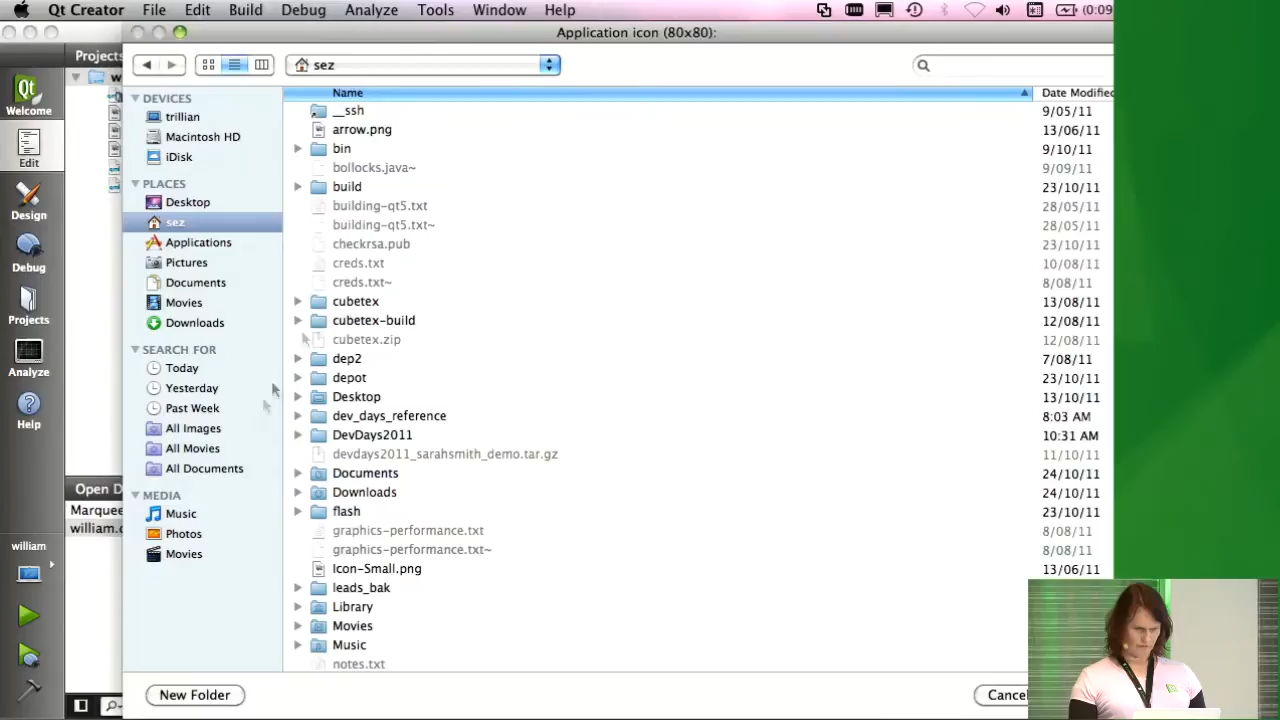 Qt Creator File Edit Build Debug Analyze Tools Window Help (0:09
Application icon (80x80):
Projects
sez
Name Date Modified
DEVICES
trillian
Macintosh HD
iDisk
PLACES
Desktop
sez
Applications
Pictures
Documents
Movies
Downloads
SEARCH FOR
Today
Yesterday
Past Week
All Images
All Movies
All Documents
MEDIA
Music
Photos
Movies
__ssh 9/05/11
arrow.png 13/06/11
bin 9/10/11
bollocks.java~ 9/09/11
build 23/10/11
building-qt5.txt 28/05/11
building-qt5.txt~ 28/05/11
checkrsa.pub 23/10/11
creds.txt 10/08/11
creds.txt~ 8/08/11
cubetex 13/08/11
cubetex-build 12/08/11
cubetex.zip 12/08/11
dep2 7/08/11
depot 23/10/11
Desktop 13/10/11
dev_days_reference 8:03 AM
DevDays2011 10:31 AM
devdays2011_sarahsmith_demo.tar.gz 11/10/11
Documents 24/10/11
Downloads 24/10/11
flash 23/10/11
graphics-performance.txt 8/08/11
graphics-performance.txt~ 8/08/11
Icon-Small.png 13/06/11
leads_bak
Library
Movies
Music
notes.txt
New Folder Cancel
Qt
Welcome
Edit
Design
Debug
Projects
Analyze
Help
william
w
Open D
Marquee
william.